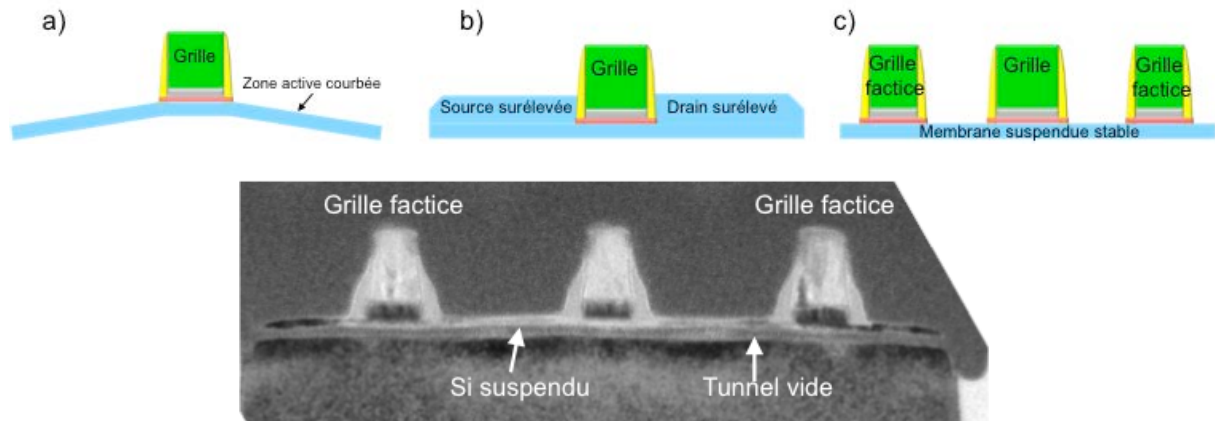 a)
b)
c)
Grille
Zone active courbée
Grille
Source surélevée
Drain surélevé
Grille
factice
Grille
Grille
factice
Membrane suspendue stable
Grille factice
Grille factice
Si suspendu
Tunnel vide